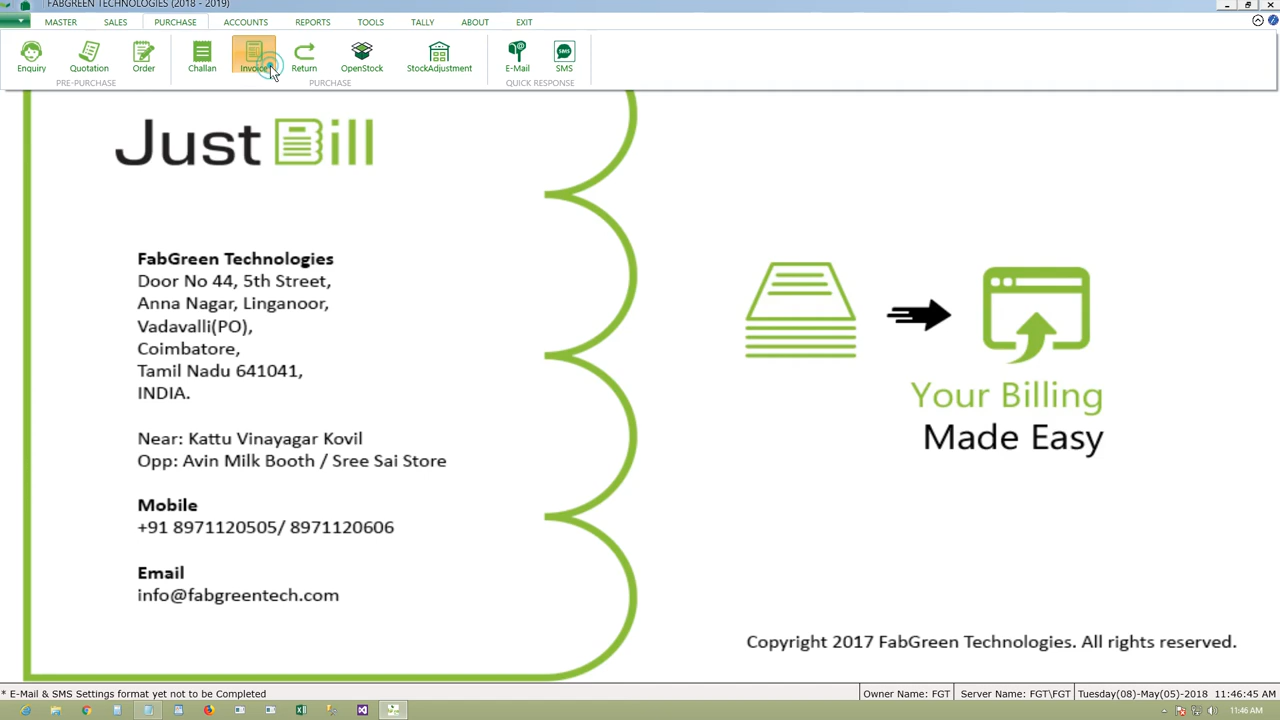 FABGREEN TECHNOLOGIES (2018 - 2019)
MASTER SALES PURCHASE ACCOUNTS REPORTS TOOLS TALLY ABOUT EXIT
Enquiry Quotation Order Challan Invoice Return OpenStock StockAdjustment E-Mail SMS
PRE-PURCHASE PURCHASE QUICK RESPONSE
Just Bill
FabGreen Technologies
Door No 44, 5th Street,
Anna Nagar, Linganoor,
Vadavalli(PO),
Coimbatore,
Tamil Nadu 641041,
INDIA.
Near: Kattu Vinayagar Kovil
Opp: Avin Milk Booth / Sree Sai Store
Mobile
+91 8971120505/ 8971120606
Email
info@fabgreentech.com
Your Billing
Made Easy
Copyright 2017 FabGreen Technologies. All rights reserved.
* E-Mail & SMS Settings format yet not to be Completed
Owner Name: FGT Server Name: FGT\FGT Tuesday(08)-May(05)-2018 11:46:45 AM
11:46 AM